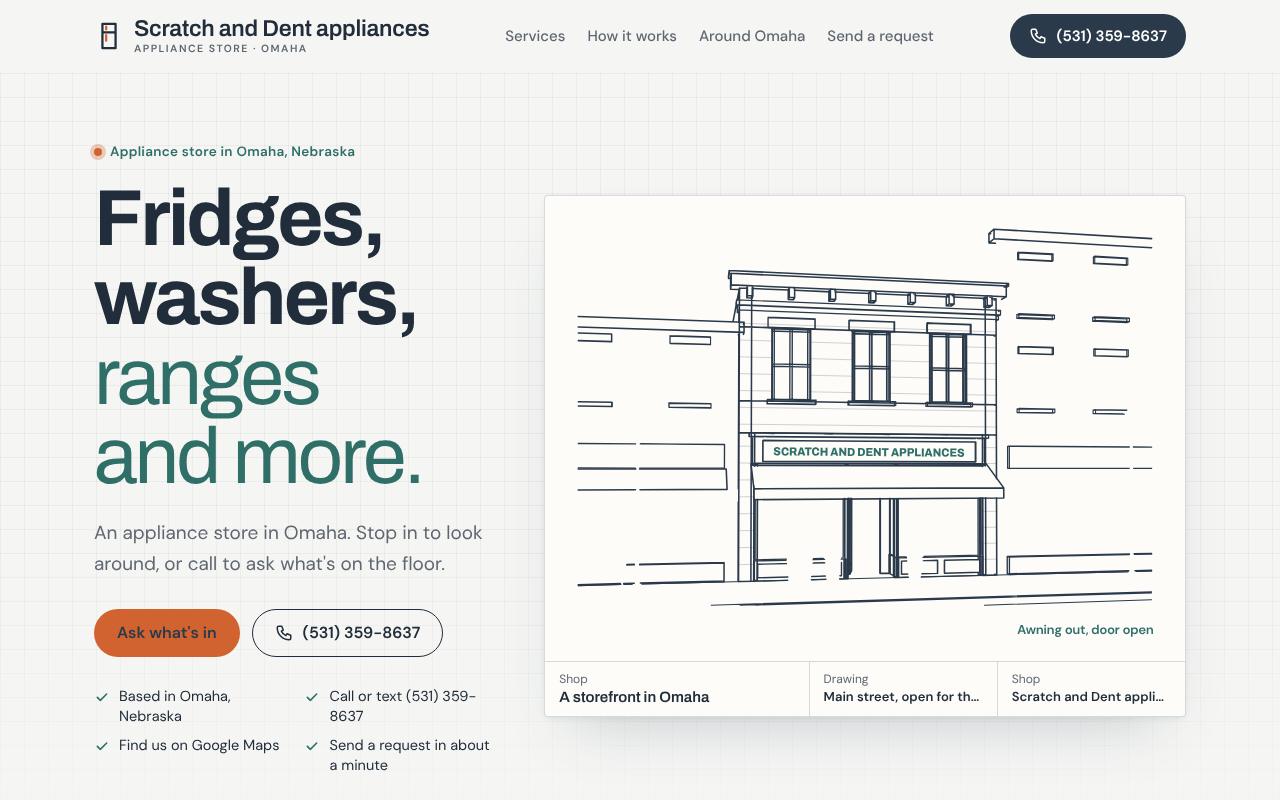 Scratch and Dent appliances
APPLIANCE STORE · OMAHA
Services
How it works
Around Omaha
Send a request
(531) 359-8637
Appliance store in Omaha, Nebraska
Fridges,
washers,
ranges
and more.
An appliance store in Omaha. Stop in to look
around, or call to ask what's on the floor.
Ask what's in
(531) 359-8637
Based in Omaha,
Nebraska
Call or text (531) 359-
8637
Find us on Google Maps
Send a request in about
a minute
SCRATCH AND DENT APPLIANCES
Awning out, door open
Shop
A storefront in Omaha
Drawing
Main street, open for th...
Shop
Scratch and Dent appli...